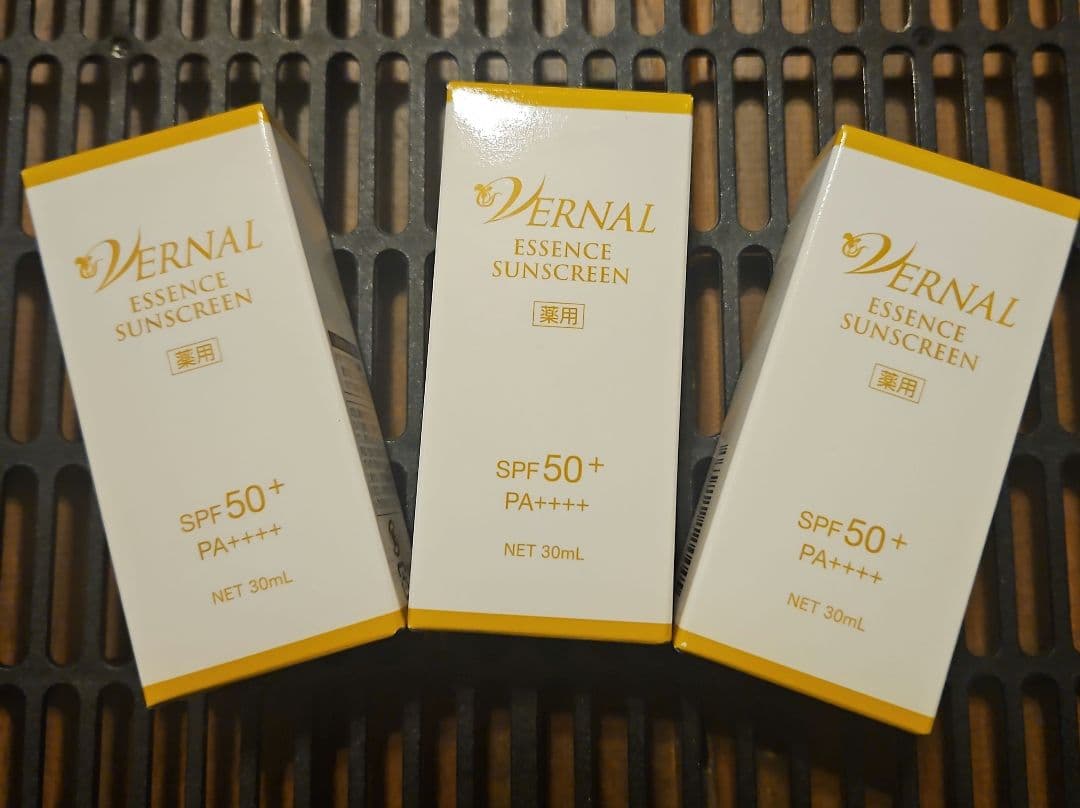 VERNAL
ESSENCE
SUNSCREEN
薬用
SPF50+
PA++++
NET 30mL
VERNAL
ESSENCE
SUNSCREEN
薬用
SPF50+
PA++++
NET 30mL
VERNAL
ESSENCE
SUNSCREEN
薬用
SPF50+
PA++++
NET 30mL